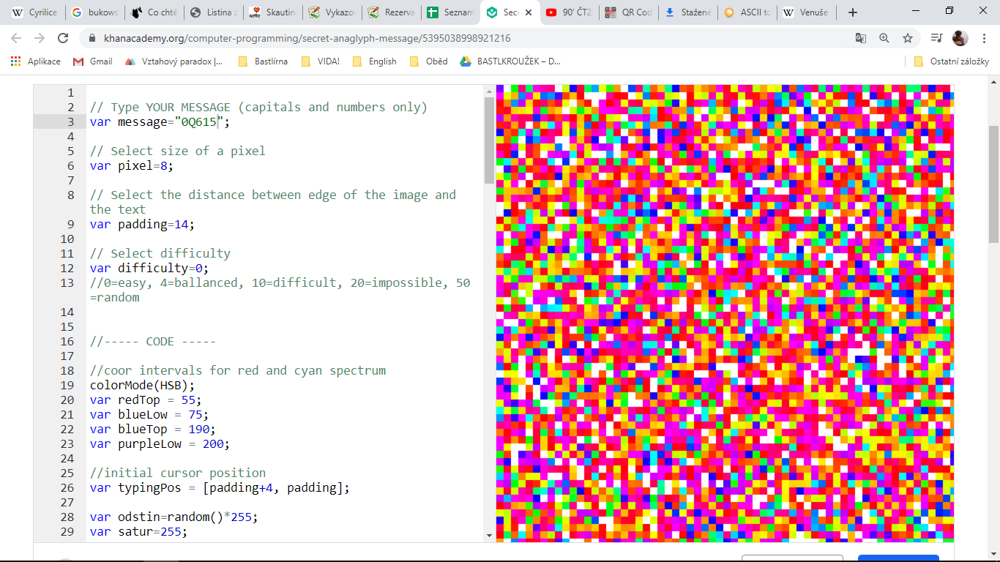 Cyrilice
bukows
Co chtě
Listina z
nette Skautin
Vykazov
Rezerva
Seznam
Sec
90' ČT2
QR Cod
Stažené
ASCII to
Venuše
khanacademy.org/computer-programming/secret-anaglyph-message/5395038998921216
Aplikace
Gmail
Vztahový paradox |...
Bastlírna
VIDA!
English
Oběd
BASTLKROUŽEK – D...
Ostatní záložky
1
2 // Type YOUR MESSAGE (capitals and numbers only)
3 var message="0Q615";
4
5 // Select size of a pixel
6 var pixel=8;
7
8 // Select the distance between edge of the image and
the text
9 var padding=14;
10
11 // Select difficulty
12 var difficulty=0;
13 //0=easy, 4=ballanced, 10=difficult, 20=impossible, 50
=random
14
15
16 //----- CODE -----
17
18 //coor intervals for red and cyan spectrum
19 colorMode(HSB);
20 var redTop = 55;
21 var blueLow = 75;
22 var blueTop = 190;
23 var purpleLow = 200;
24
25 //initial cursor position
26 var typingPos = [padding+4, padding];
27
28 var odstin=random()*255;
29 var satur=255;